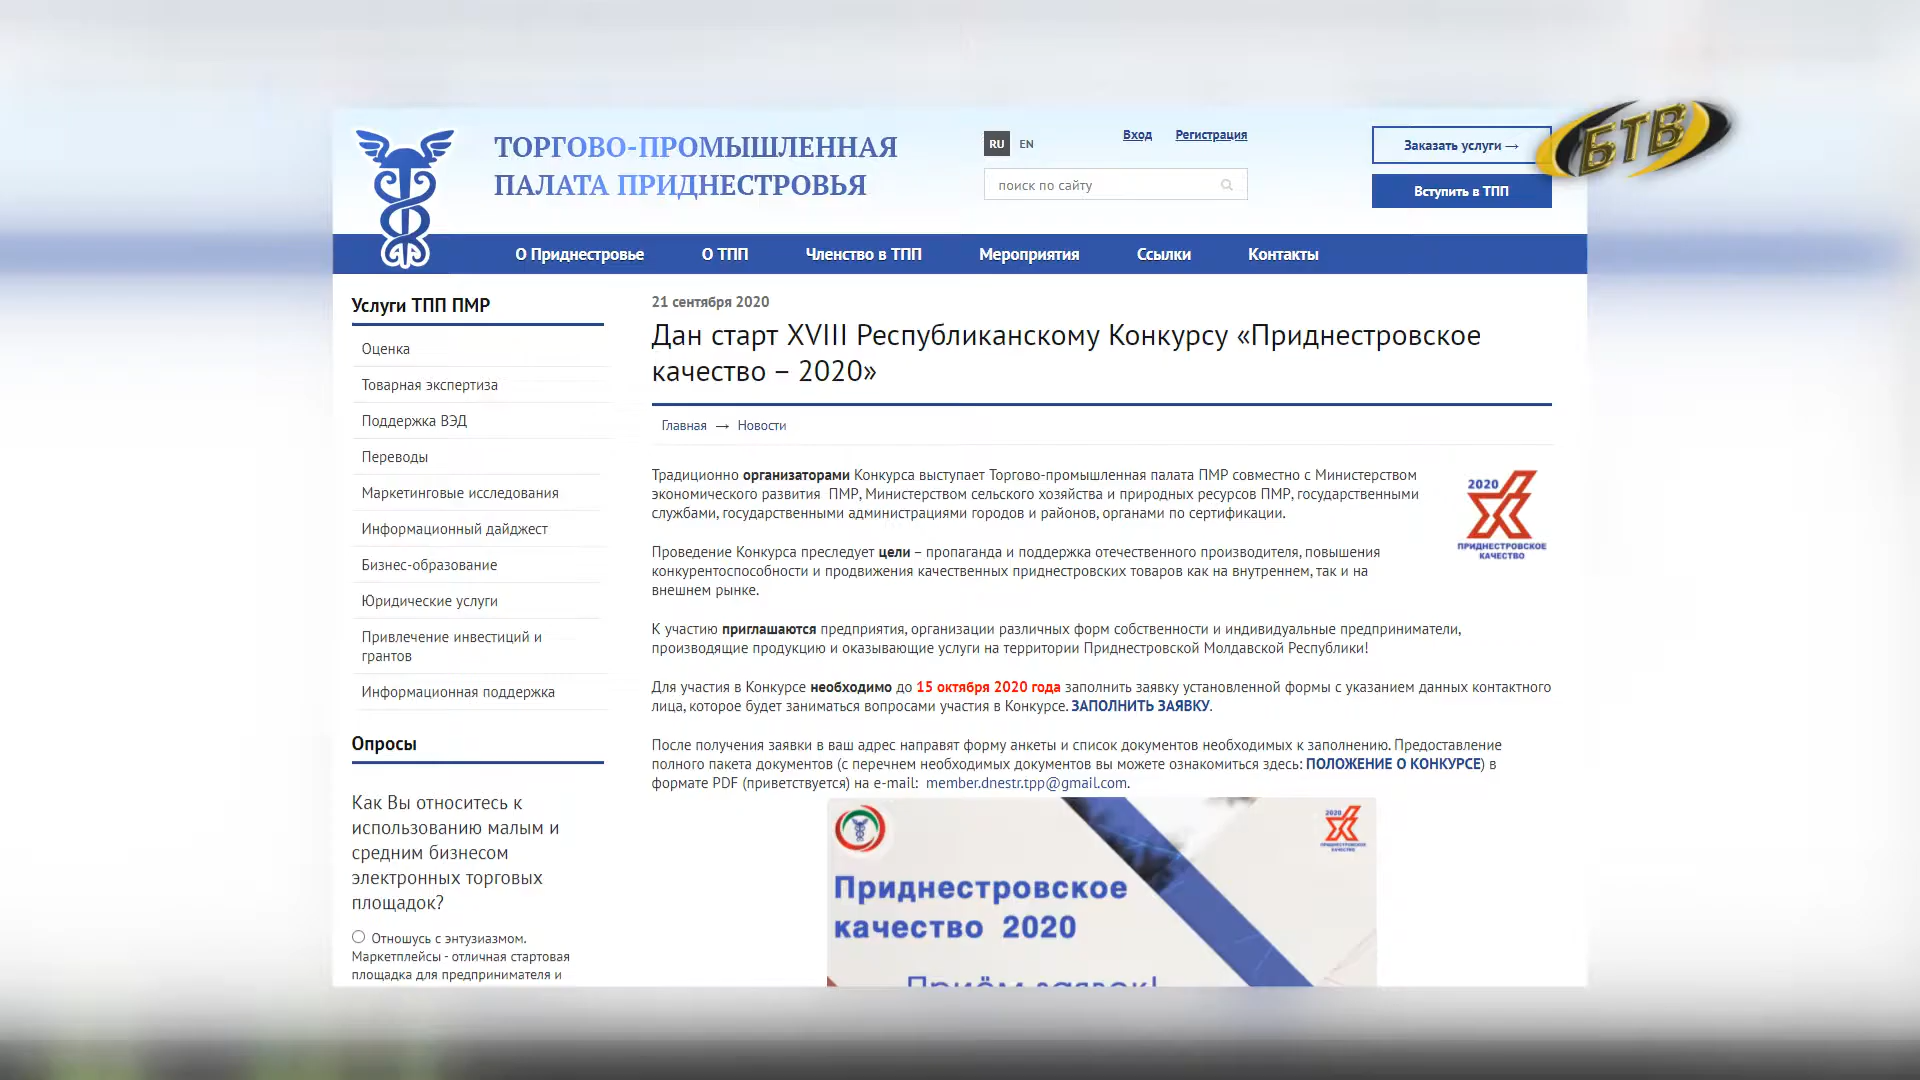 ТОРГОВО-ПРОМЫШЛЕННАЯ
ПАЛАТА ПРИДНЕСТРОВЬЯ
RU EN
Вход Регистрация
поиск по сайту
Заказать услуги →
Вступить в ТПП
БТВ
О Приднестровье О ТПП Членство в ТПП Мероприятия Ссылки Контакты
Услуги ТПП ПМР
Оценка
Товарная экспертиза
Поддержка ВЭД
Переводы
Маркетинговые исследования
Информационный дайджест
Бизнес-образование
Юридические услуги
Привлечение инвестиций и
грантов
Информационная поддержка
Опросы
Как Вы относитесь к
использованию малым и
средним бизнесом
электронных торговых
площадок?
Отношусь с энтузиазмом.
Маркетплейсы - отличная стартовая
площадка для предпринимателя и
21 сентября 2020
Дан старт XVIII Республиканскому Конкурсу «Приднестровское
качество – 2020»
Главная → Новости
Традиционно организаторами Конкурса выступает Торгово-промышленная палата ПМР совместно с Министерством
экономического развития ПМР, Министерством сельского хозяйства и природных ресурсов ПМР, государственными
службами, государственными администрациями городов и районов, органами по сертификации.
2020
ПРИДНЕСТРОВСКОЕ
КАЧЕСТВО
Проведение Конкурса преследует цели – пропаганда и поддержка отечественного производителя, повышения
конкурентоспособности и продвижения качественных приднестровских товаров как на внутреннем, так и на
внешнем рынке.
К участию приглашаются предприятия, организации различных форм собственности и индивидуальные предприниматели,
производящие продукцию и оказывающие услуги на территории Приднестровской Молдавской Республики!
Для участия в Конкурсе необходимо до 15 октября 2020 года заполнить заявку установленной формы с указанием данных контактного
лица, которое будет заниматься вопросами участия в Конкурсе. ЗАПОЛНИТЬ ЗАЯВКУ.
После получения заявки в ваш адрес направят форму анкеты и список документов необходимых к заполнению. Предоставление
полного пакета документов (с перечнем необходимых документов вы можете ознакомиться здесь: ПОЛОЖЕНИЕ О КОНКУРСЕ) в
формате PDF (приветствуется) на e-mail: member.dnestr.tpp@gmail.com.
2020
ПРИДНЕСТРОВСКОЕ
КАЧЕСТВО
Приднестровское
качество 2020
Приём заявок!